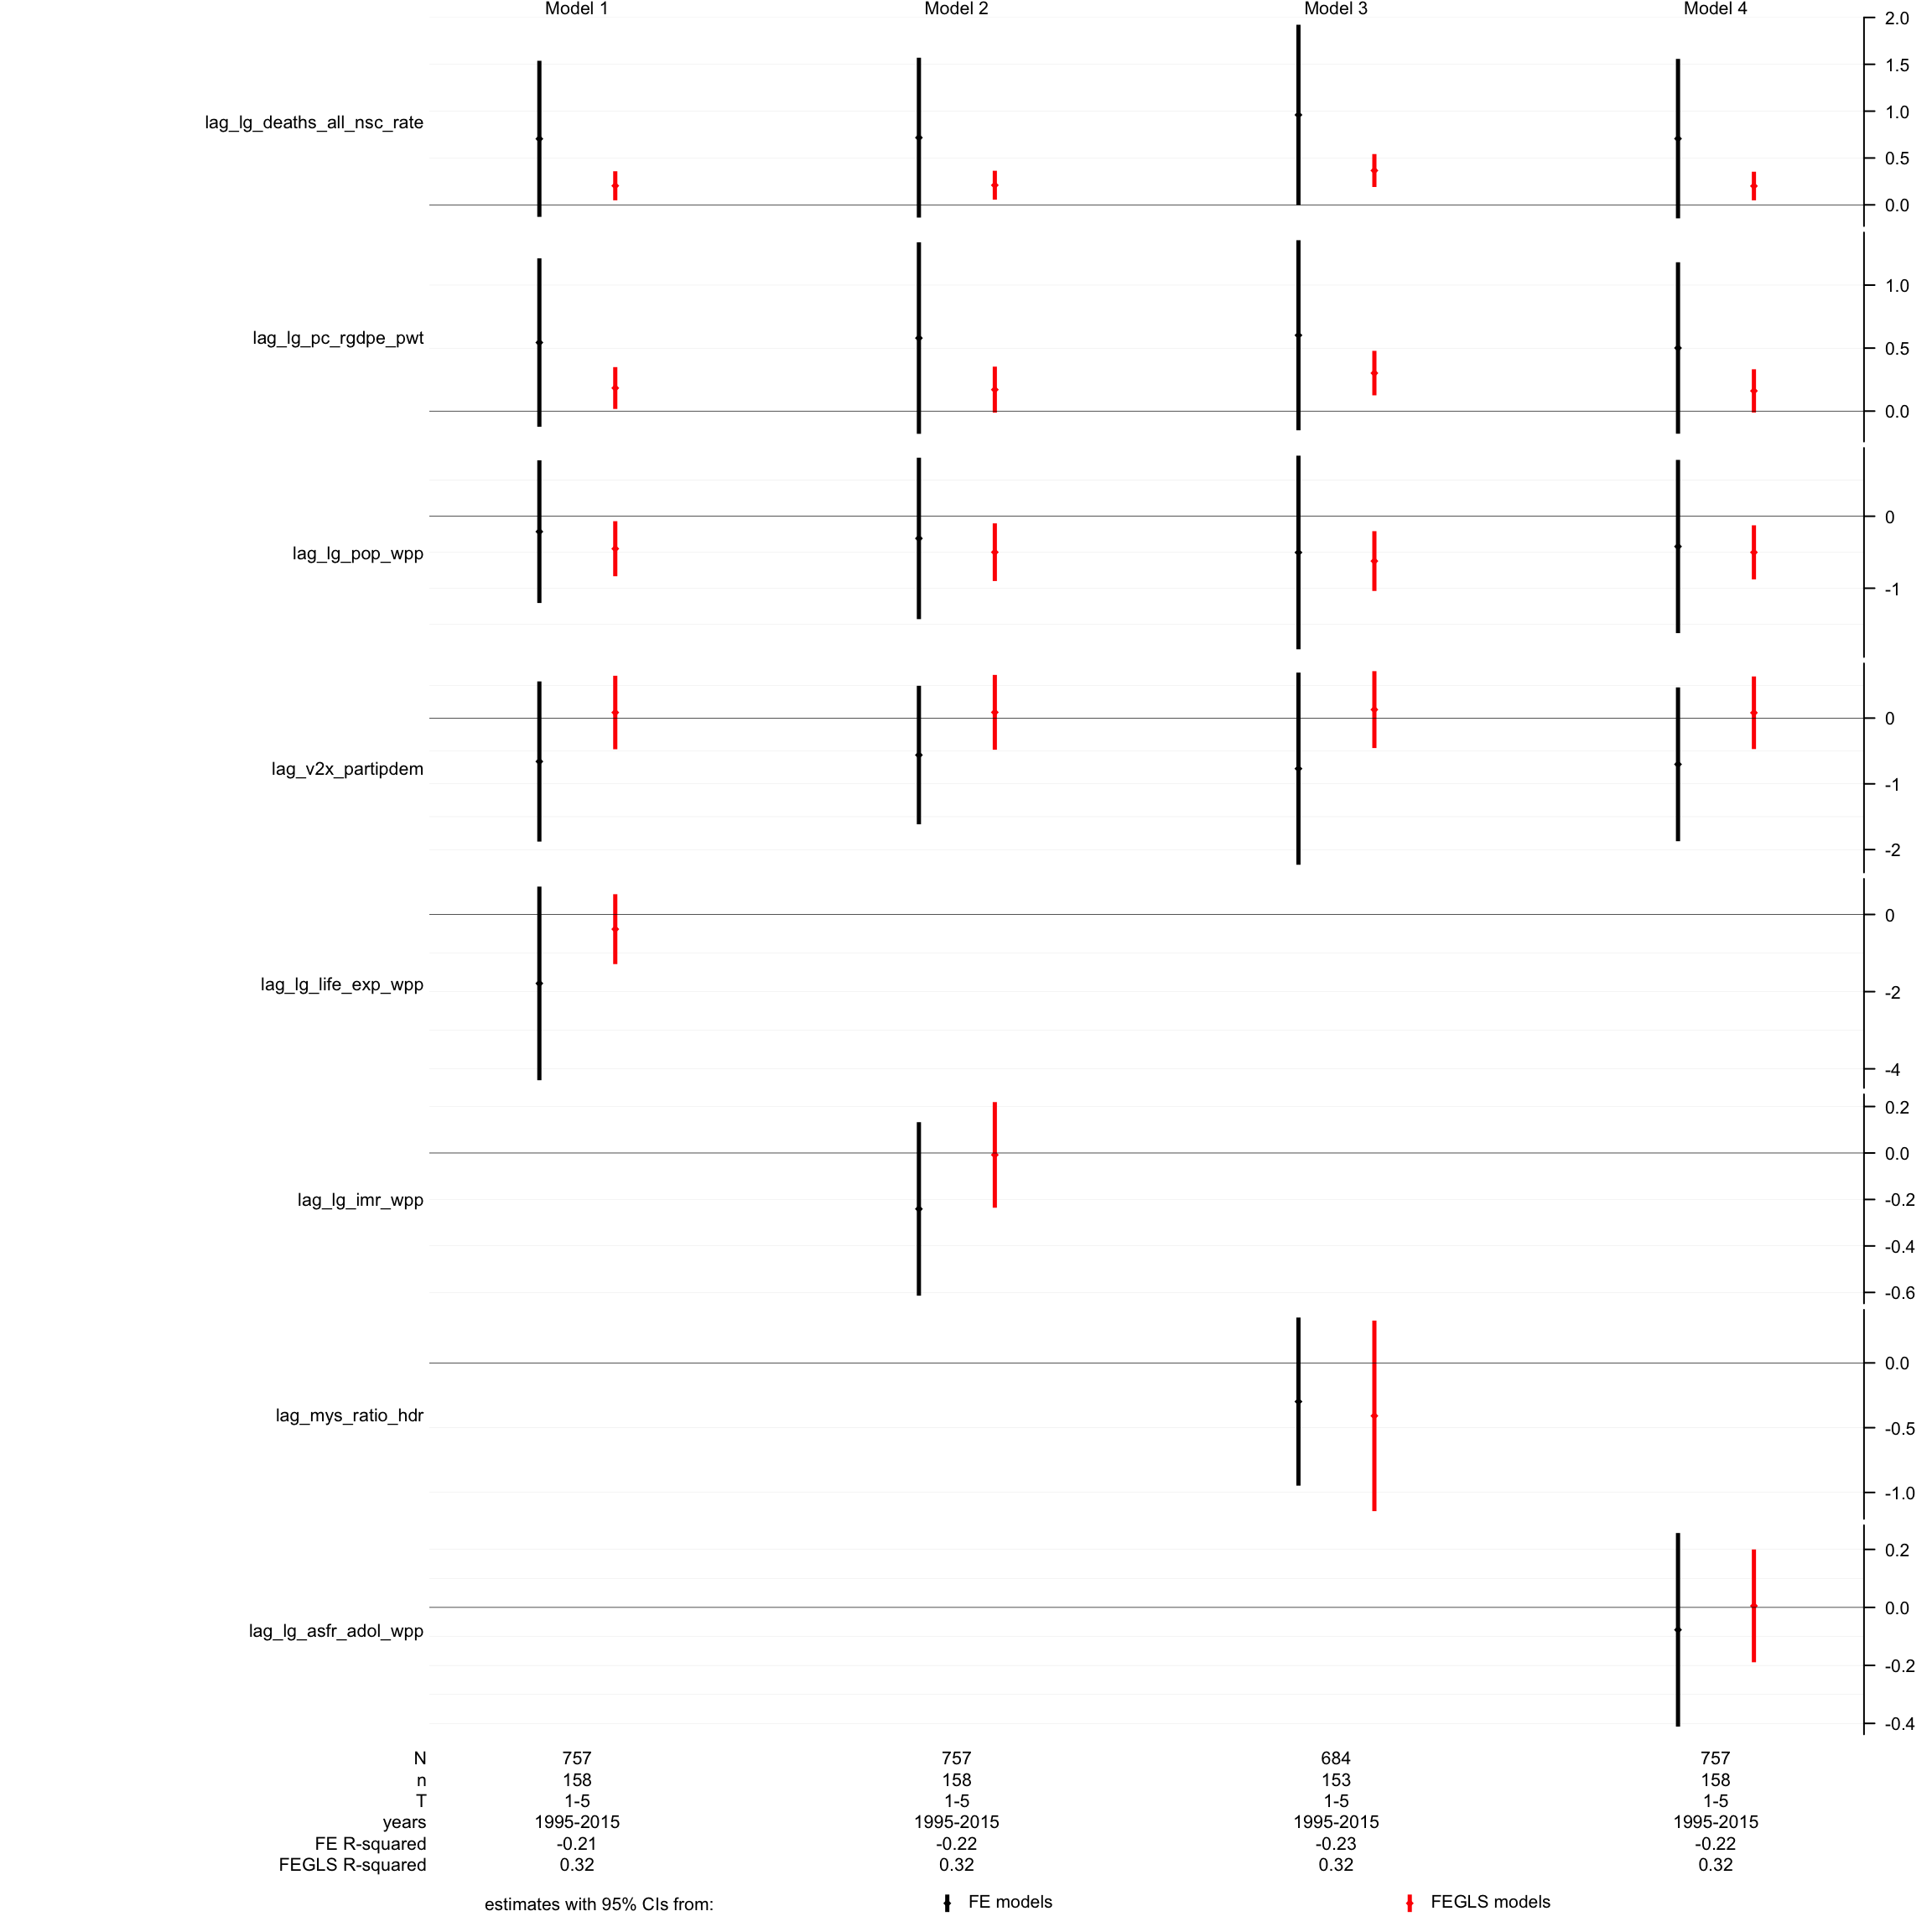 Model 1 Model 2 Model 3 Model 4
2.0
1.5
1.0
lag_lg_deaths_all_nsc_rate
0.5
0.0
1.0
lag_lg_pc_rgdpe_pwt
0.5
0.0
0
lag_lg_pop_wpp
-1
0
lag_v2x_partipdem
-1
-2
0
lag_lg_life_exp_wpp
-2
-4
0.2
0.0
lag_lg_imr_wpp
-0.2
-0.4
-0.6
0.0
lag_mys_ratio_hdr
-0.5
-1.0
0.2
0.0
lag_lg_asfr_adol_wpp
-0.2
-0.4
N 757 757 684 757
n 158 158 153 158
T 1-5 1-5 1-5 1-5
years 1995-2015 1995-2015 1995-2015 1995-2015
FE R-squared -0.21 -0.22 -0.23 -0.22
FEGLS R-squared 0.32 0.32 0.32 0.32
estimates with 95% CIs from: FE models FEGLS models